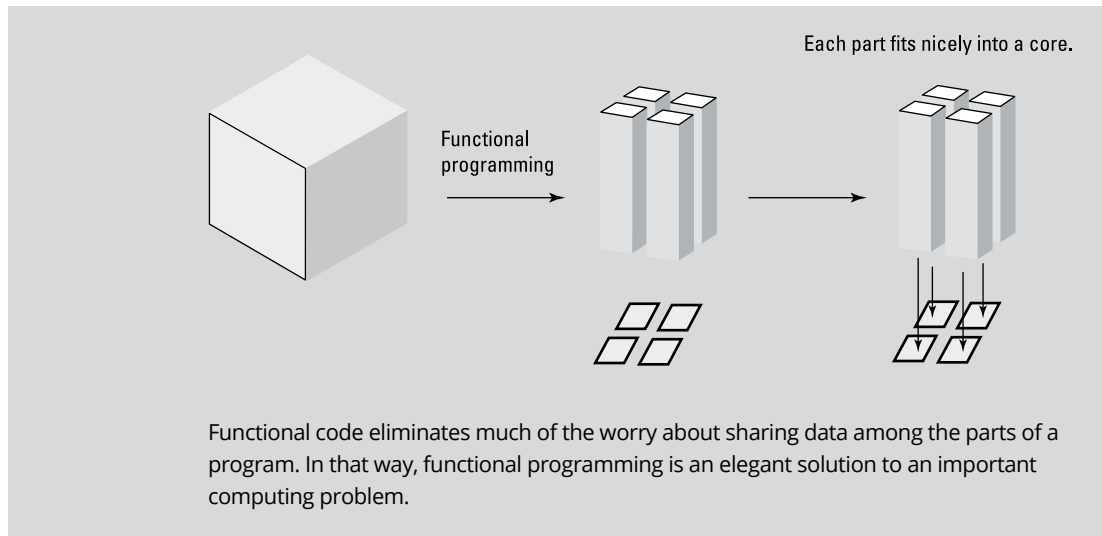 Each part fits nicely into a core.
Functional
programming
Functional code eliminates much of the worry about sharing data among the parts of a
program. In that way, functional programming is an elegant solution to an important
computing problem.